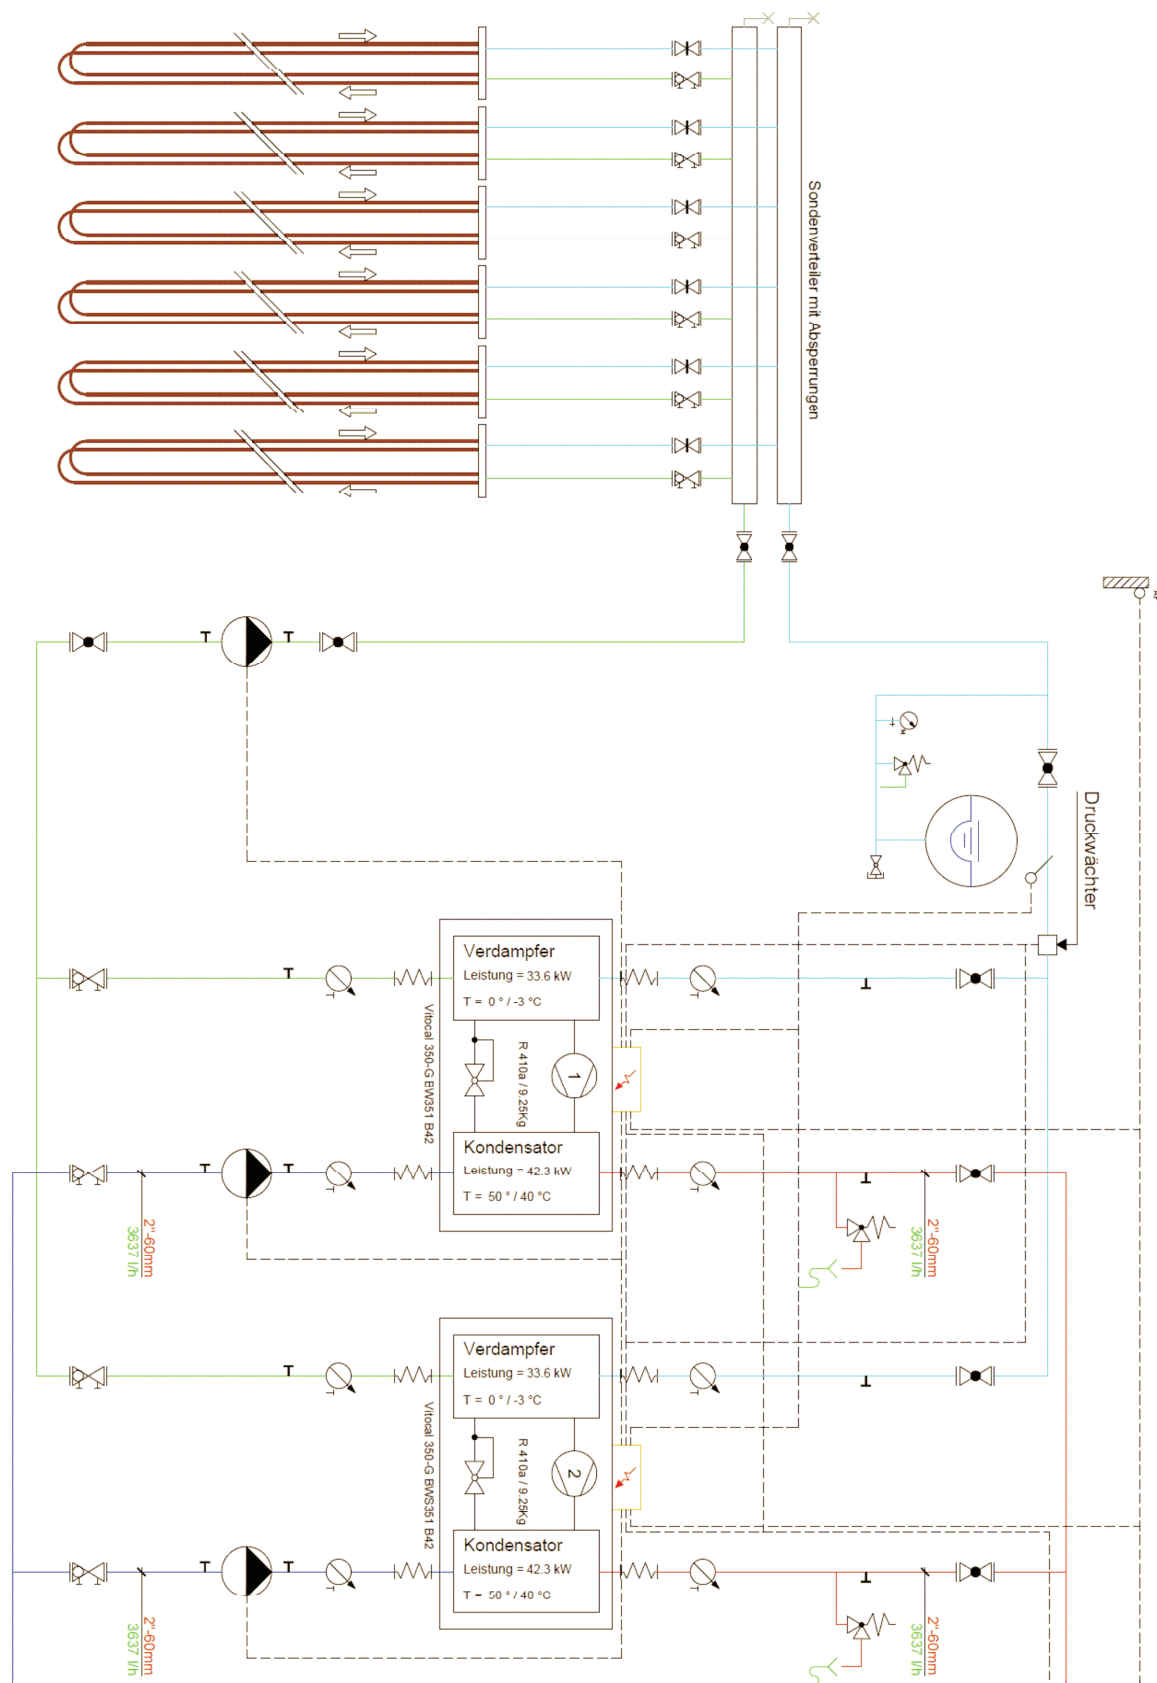 Sondenverteiler mit Absperrungen
Druckwächter
Verdampfer
Leistung = 33.6 kW
T = 0 ° / -3 °C
Vitocal 350-G BW351 B42
R 410a / 9.25Kg
1
Kondensator
Leistung = 42.3 kW
T = 50 ° / 40 °C
T
T
T
T
T
T
T
2"-60mm
3637 l/h
2"-60mm
3637 l/h
Verdampfer
Leistung = 33.6 kW
T = 0 ° / -3 °C
Vitocal 350-G BWS351 B42
R 410a / 9.25Kg
2
Kondensator
Leistung = 42.3 kW
T = 50 ° / 40 °C
T
T
T
T
T
2"-60mm
3637 l/h
2"-60mm
3637 l/h